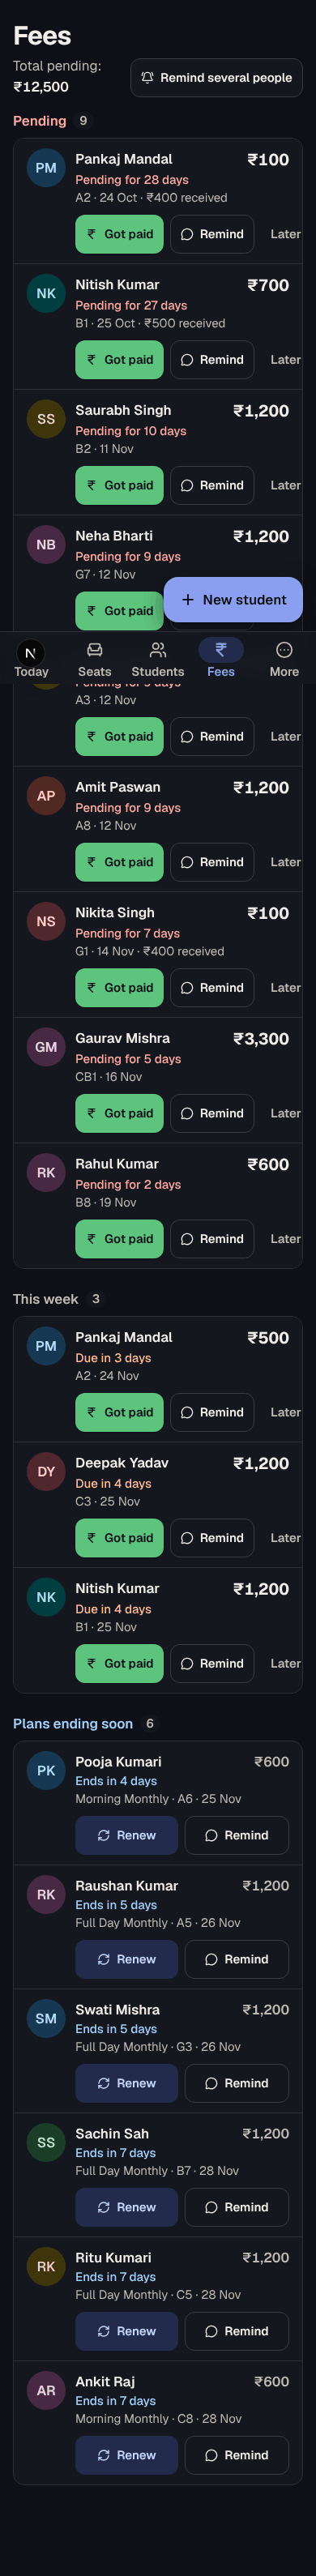 Fees
Total pending:
₹12,500
Remind several people
Pending 9
PM
Pankaj Mandal ₹100
Pending for 28 days
A2 · 24 Oct · ₹400 received
₹ Got paid Remind Later
NK
Nitish Kumar ₹700
Pending for 27 days
B1 · 25 Oct · ₹500 received
₹ Got paid Remind Later
SS
Saurabh Singh ₹1,200
Pending for 10 days
B2 · 11 Nov
₹ Got paid Remind Later
NB
Neha Bharti ₹1,200
Pending for 9 days
G7 · 12 Nov
₹ Got paid
+ New student
N
Today Seats Students ₹ Fees More
Pending for 9 days
A3 · 12 Nov
₹ Got paid Remind Later
AP
Amit Paswan ₹1,200
Pending for 9 days
A8 · 12 Nov
₹ Got paid Remind Later
NS
Nikita Singh ₹100
Pending for 7 days
G1 · 14 Nov · ₹400 received
₹ Got paid Remind Later
GM
Gaurav Mishra ₹3,300
Pending for 5 days
CB1 · 16 Nov
₹ Got paid Remind Later
RK
Rahul Kumar ₹600
Pending for 2 days
B8 · 19 Nov
₹ Got paid Remind Later
This week 3
PM
Pankaj Mandal ₹500
Due in 3 days
A2 · 24 Nov
₹ Got paid Remind Later
DY
Deepak Yadav ₹1,200
Due in 4 days
C3 · 25 Nov
₹ Got paid Remind Later
NK
Nitish Kumar ₹1,200
Due in 4 days
B1 · 25 Nov
₹ Got paid Remind Later
Plans ending soon 6
PK
Pooja Kumari ₹600
Ends in 4 days
Morning Monthly · A6 · 25 Nov
Renew Remind
RK
Raushan Kumar ₹1,200
Ends in 5 days
Full Day Monthly · A5 · 26 Nov
Renew Remind
SM
Swati Mishra ₹1,200
Ends in 5 days
Full Day Monthly · G3 · 26 Nov
Renew Remind
SS
Sachin Sah ₹1,200
Ends in 7 days
Full Day Monthly · B7 · 28 Nov
Renew Remind
RK
Ritu Kumari ₹1,200
Ends in 7 days
Full Day Monthly · C5 · 28 Nov
Renew Remind
AR
Ankit Raj ₹600
Ends in 7 days
Morning Monthly · C8 · 28 Nov
Renew Remind